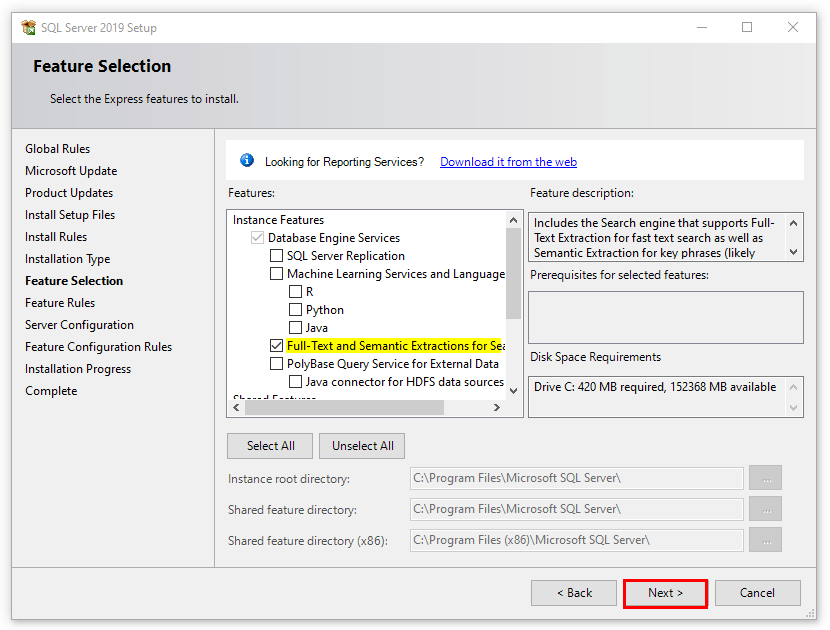 SQL Server 2019 Setup
Feature Selection
Select the Express features to install.
Global Rules
Microsoft Update
Product Updates
Install Setup Files
Install Rules
Installation Type
Feature Selection
Feature Rules
Server Configuration
Feature Configuration Rules
Installation Progress
Complete
Looking for Reporting Services? Download it from the web
Features:
Instance Features
Database Engine Services
SQL Server Replication
Machine Learning Services and Language
R
Python
Java
Full-Text and Semantic Extractions for Sea
PolyBase Query Service for External Data
Java connector for HDFS data sources
Shared Features
Feature description:
Includes the Search engine that supports Full-
Text Extraction for fast text search as well as
Semantic Extraction for key phrases (likely
Prerequisites for selected features:
Disk Space Requirements
Drive C: 420 MB required, 152368 MB available
Select All
Unselect All
Instance root directory:
C:\Program Files\Microsoft SQL Server\
...
Shared feature directory:
C:\Program Files\Microsoft SQL Server\
...
Shared feature directory (x86):
C:\Program Files (x86)\Microsoft SQL Server\
...
< Back
Next >
Cancel